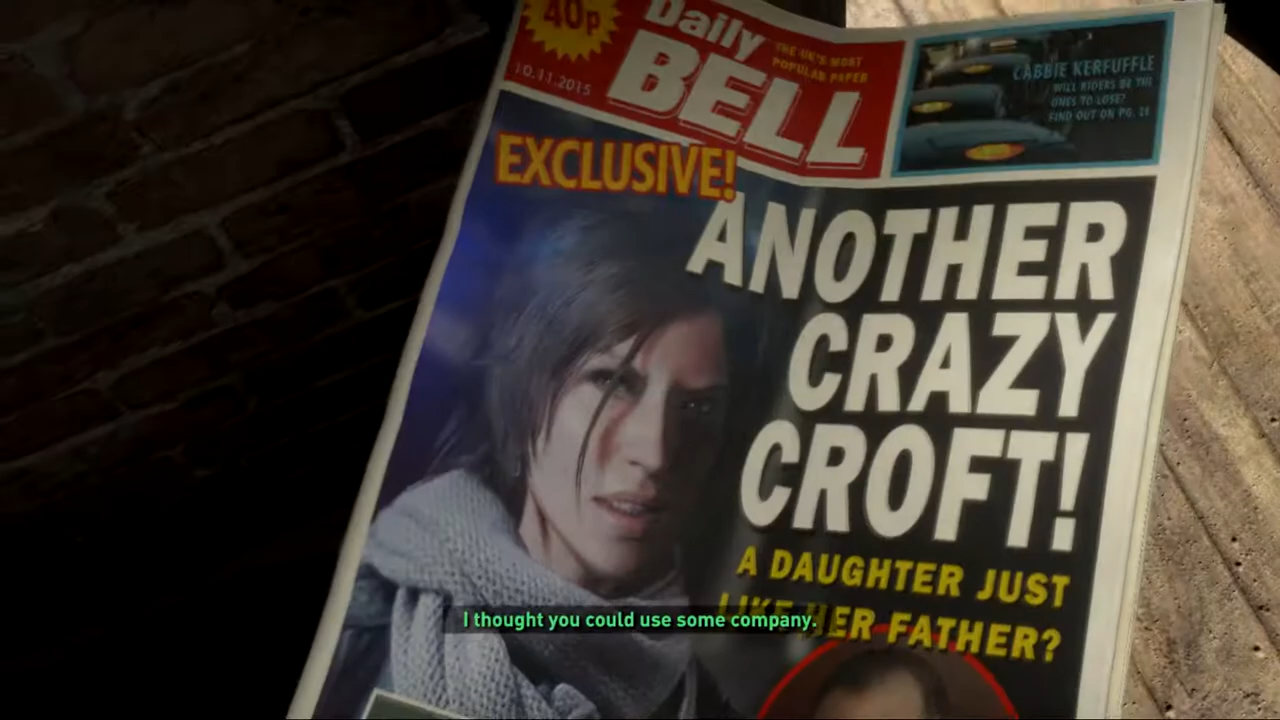 40p
Daily
BELL
THE UK'S MOST
POPULAR PAPER
10.11.2015
CABBIE KERFUFFLE
WILL RIDERS BE THE
ONES TO LOSE?
FIND OUT ON PG. 18
EXCLUSIVE!
ANOTHER
CRAZY
CROFT!
A DAUGHTER JUST
LIKE HER FATHER?
I thought you could use some company.